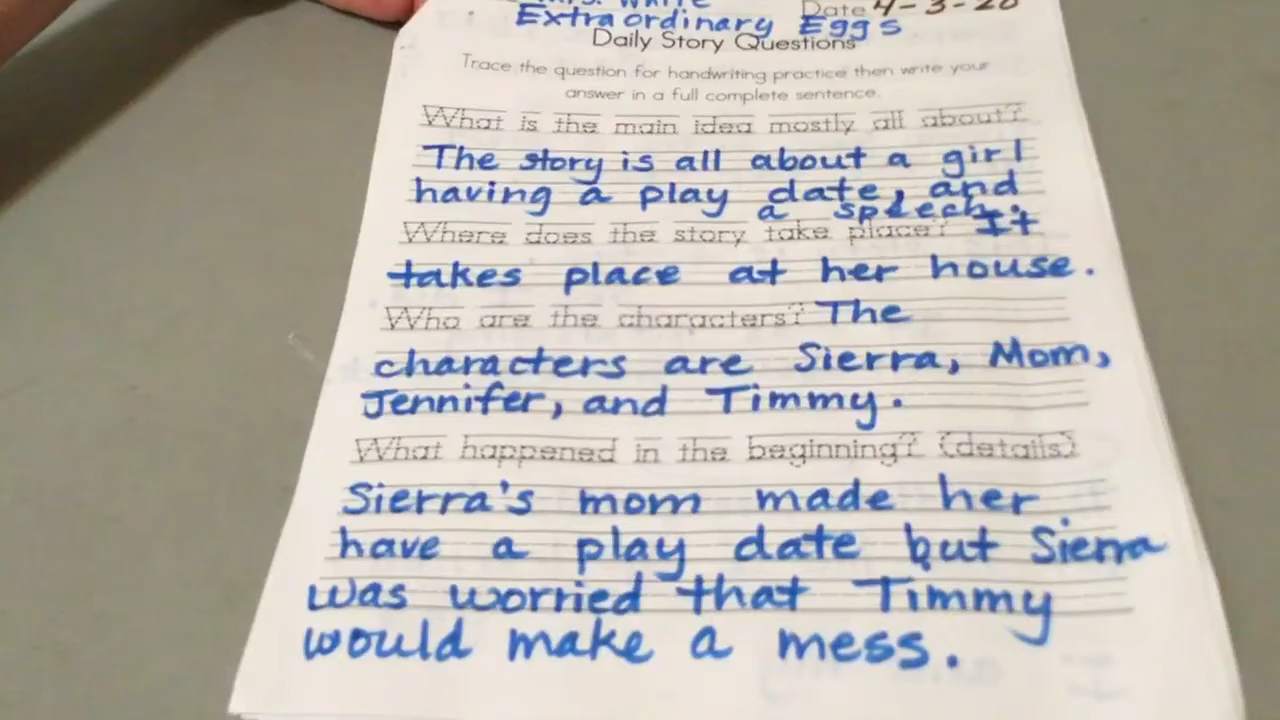 Mrs. White Date 4-3-20
Extraordinary Eggs
Daily Story Questions
Trace the question for handwriting practice then write your
answer in a full complete sentence.
What is the main idea mostly all about?
The story is all about a girl
having a play date, and
a speech.
Where does the story take place? It
takes place at her house.
Who are the characters? The
characters are Sierra, Mom,
Jennifer, and Timmy.
What happened in the beginning? (details)
Sierra's mom made her
have a play date but Sierra
was worried that Timmy
would make a mess.